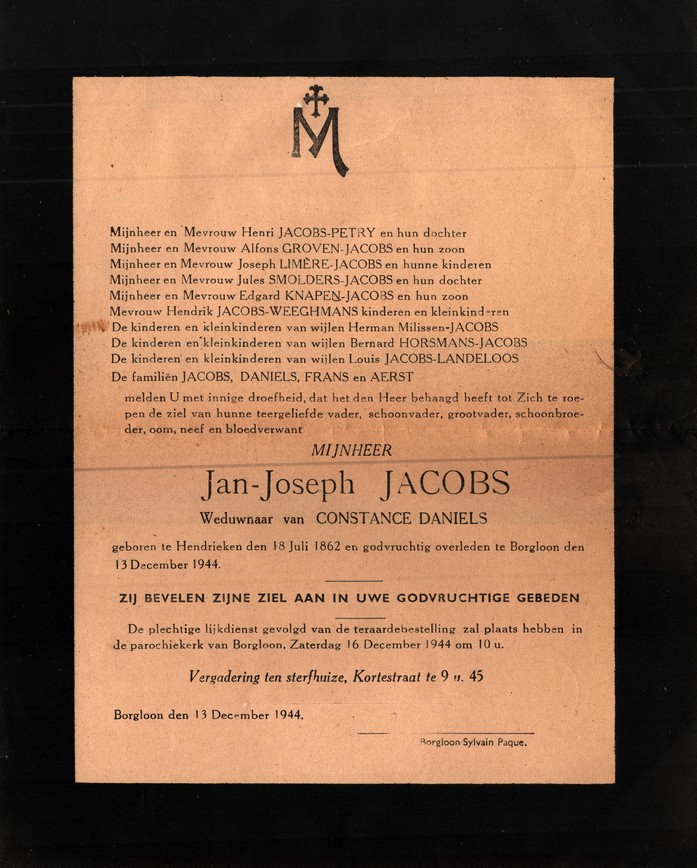 M
Mijnheer en Mevrouw Henri JACOBS-PETRY en hun dochter
Mijnheer en Mevrouw Alfons GROVEN-JACOBS en hun zoon
Mijnheer en Mevrouw Joseph LIMÈRE-JACOBS en hunne kinderen
Mijnheer en Mevrouw Jules SMOLDERS-JACOBS en hun dochter
Mijnheer en Mevrouw Edgard KNAPEN-JACOBS en hun zoon
Mevrouw Hendrik JACOBS-WEEGHMANS kinderen en kleinkinderen
De kinderen en kleinkinderen van wijlen Herman Milissen-JACOBS
De kinderen en kleinkinderen van wijlen Bernard HORSMANS-JACOBS
De kinderen en kleinkinderen van wijlen Louis JACOBS-LANDELOOS
De familiën JACOBS, DANIELS, FRANS en AERST
melden U met innige droefheid, dat het den Heer behaagd heeft tot Zich te roe-
pen de ziel van hunne teergeliefde vader, schoonvader, grootvader, schoonbroe-
der, oom, neef en bloedverwant
MIJNHEER
Jan-Joseph JACOBS
Weduwnaar van CONSTANCE DANIELS
geboren te Hendrieken den 18 Juli 1862 en godvruchtig overleden te Borgloon den
13 December 1944.
ZIJ BEVELEN ZIJNE ZIEL AAN IN UWE GODVRUCHTIGE GEBEDEN
De plechtige lijkdienst gevolgd van de teraardebestelling zal plaats hebben in
de parochiekerk van Borgloon, Zaterdag 16 December 1944 om 10 u.
Vergadering ten sterfhuize, Kortestraat te 9 u. 45
Borgloon den 13 December 1944.
Borgloon Sylvain Paque.